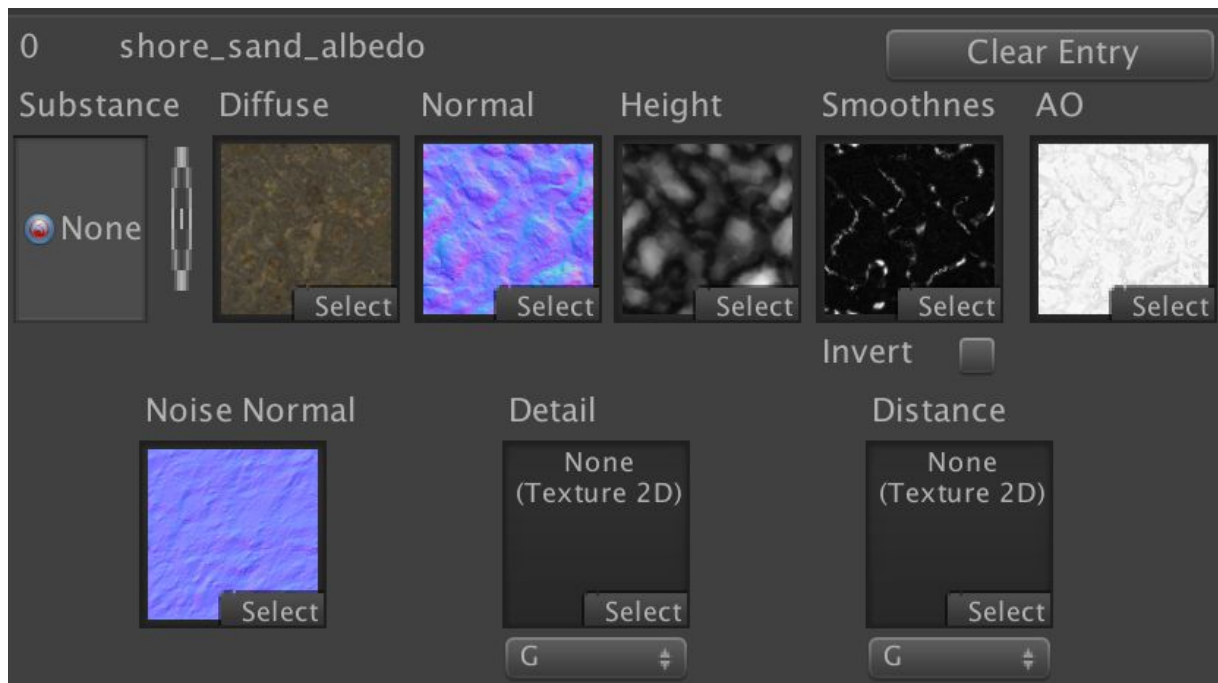 0 shore_sand_albedo Clear Entry
Substance Diffuse Normal Height Smoothnes AO
None
Select Select Select Select Select
Invert
Noise Normal Detail Distance
None None
(Texture 2D) (Texture 2D)
Select Select Select
G G